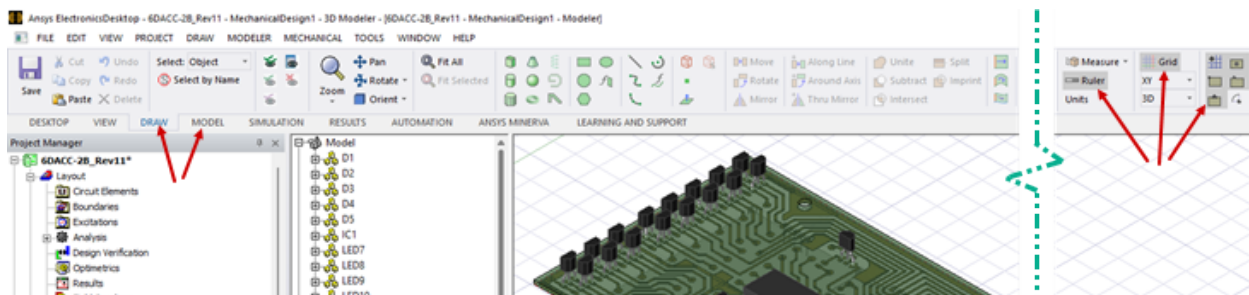 Ansys ElectronicsDesktop - 6DACC-2B_Rev11 - MechanicalDesign1 - 3D Modeler - [6DACC-2B_Rev11 - MechanicalDesign1 - Modeler]
FILE EDIT VIEW PROJECT DRAW MODELER MECHANICAL TOOLS WINDOW HELP
Save
Cut Undo
Copy Redo
Paste Delete
Select: Object
Select by Name
Zoom
Pan
Rotate
Orient
Fit All
Fit Selected
Move Along Line Unite Split
Rotate Around Axis Subtract Imprint
Mirror Thru Mirror Intersect
Measure
Ruler
Units
Grid
XY
3D
DESKTOP VIEW DRAW MODEL SIMULATION RESULTS AUTOMATION ANSYS MINERVA LEARNING AND SUPPORT
Project Manager
6DACC-2B_Rev11*
Layout
Circuit Elements
Boundaries
Excitations
Analysis
Design Verification
Optimetrics
Results
Model
D1
D2
D3
D4
D5
IC1
LED7
LED8
LED9
LED10